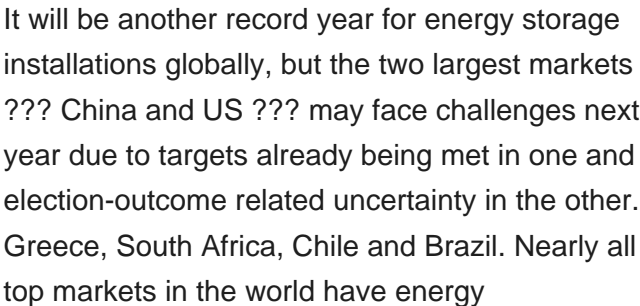 It will be another record year for energy storage
installations globally, but the two largest markets
??? China and US ??? may face challenges next
year due to targets already being met in one and
election-outcome related uncertainty in the other.
Greece, South Africa, Chile and Brazil. Nearly all
top markets in the world have energy